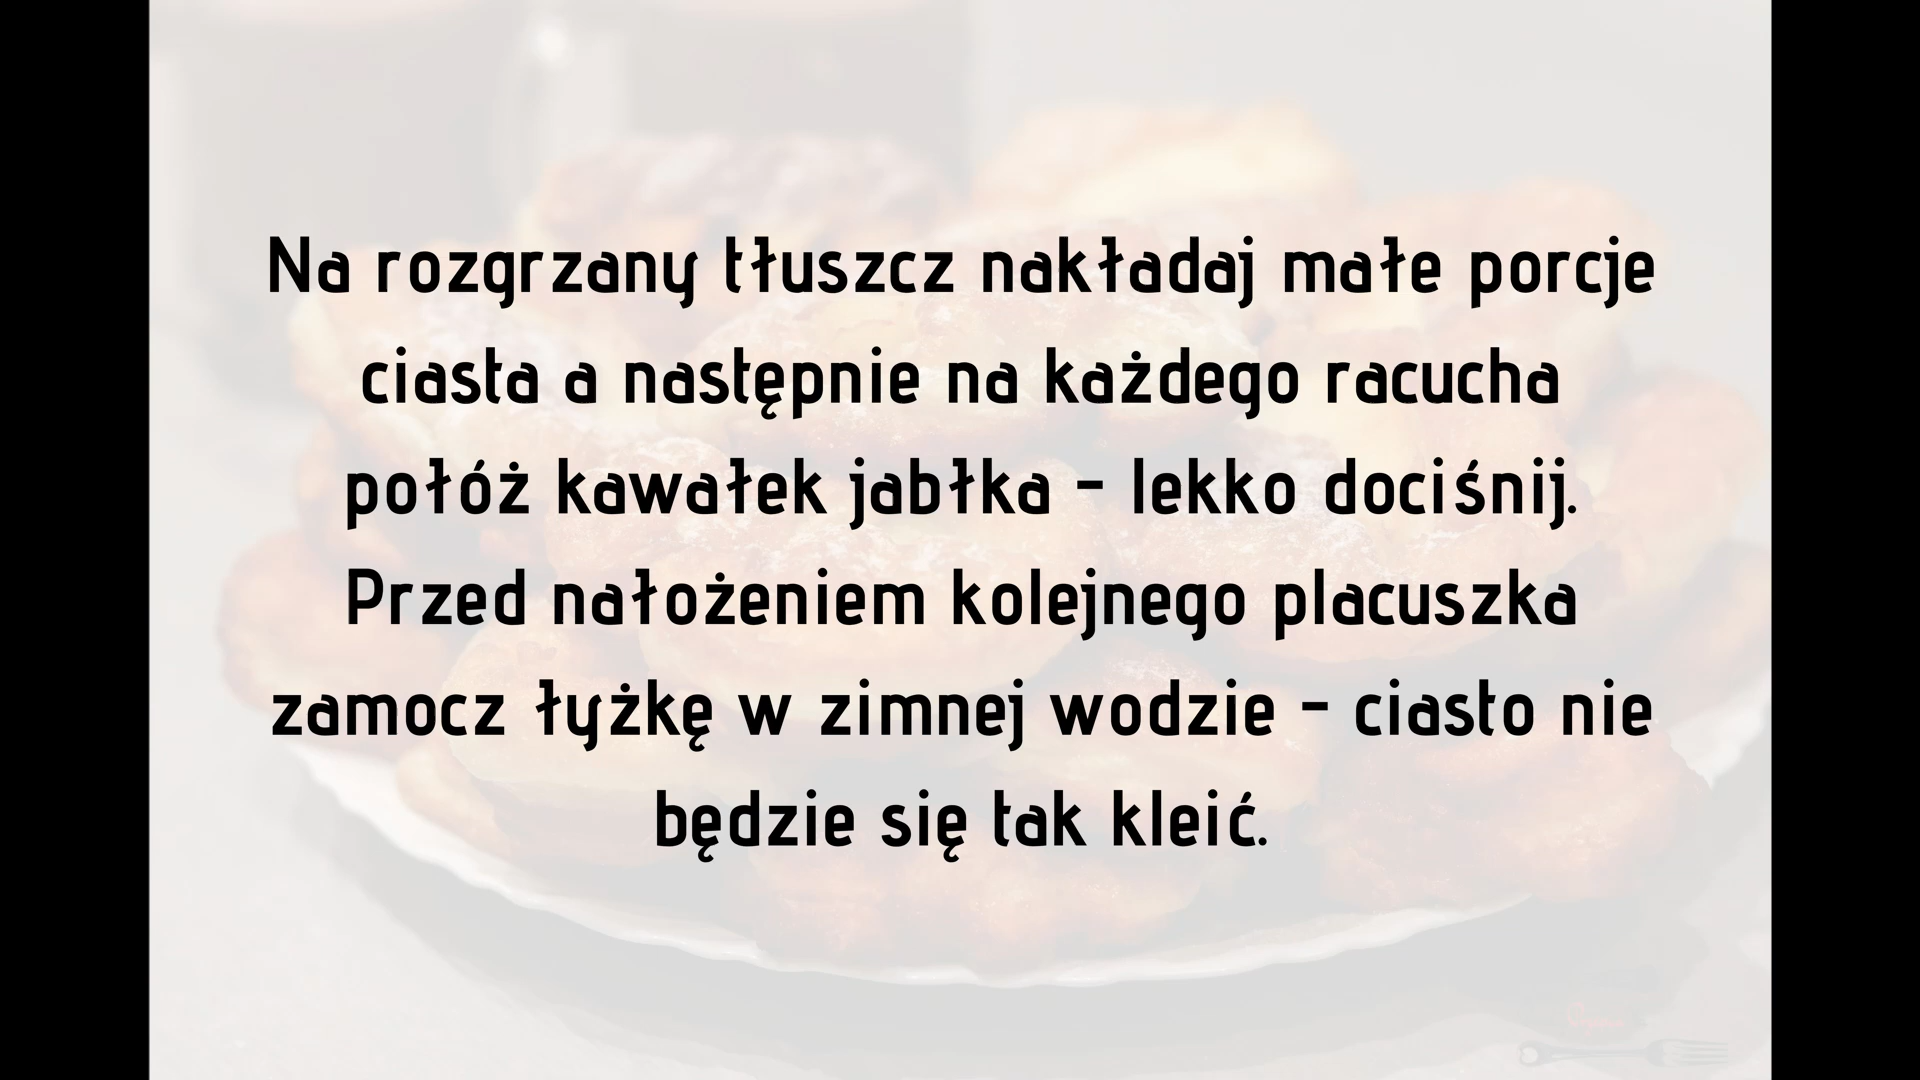 Na rozgrzany tłuszcz nakładaj małe porcje
ciasta a następnie na każdego racucha
połóż kawałek jabłka - lekko dociśnij.
Przed nałożeniem kolejnego placuszka
zamocz łyżkę w zimnej wodzie - ciasto nie
będzie się tak kleić.